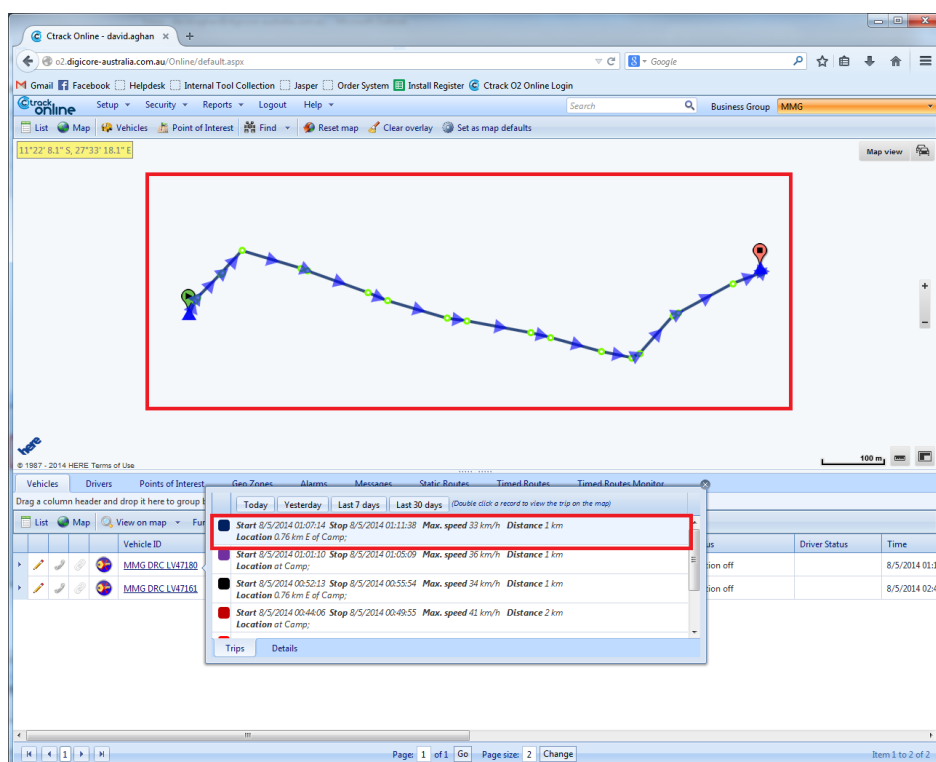 Ctrack Online - david.aghan
o2.digicore-australia.com.au/Online/default.aspx
Google
Gmail Facebook Helpdesk Internal Tool Collection Jasper Order System Install Register Ctrack O2 Online Login
Ctrack online Setup Security Reports Logout Help Search Business Group MMG
List Map Vehicles Point of Interest Find Reset map Clear overlay Set as map defaults
11°22' 8.1" S, 27°33' 18.1" E
Map view
here
© 1987 - 2014 HERE Terms of Use
100 m
Vehicles Drivers Points of Interest Geo Zones Alarms Messages Static Routes Timed Routes Timed Routes Monitor
Drag a column header and drop it here to group
Today Yesterday Last 7 days Last 30 days (Double click a record to view the trip on the map)
List Map View on map
Start 8/5/2014 01:07:14 Stop 8/5/2014 01:11:38 Max. speed 33 km/h Distance 1 km
Location 0.76 km E of Camp;
Vehicle ID Driver Status Time
Start 8/5/2014 01:01:10 Stop 8/5/2014 01:05:09 Max. speed 36 km/h Distance 1 km
Location at Camp;
MMG DRC LV47180 off 8/5/2014
Start 8/5/2014 00:52:13 Stop 8/5/2014 00:55:54 Max. speed 34 km/h Distance 1 km
Location 0.76 km E of Camp;
MMG DRC LV47161 off 8/5/2014
Start 8/5/2014 00:44:06 Stop 8/5/2014 00:49:55 Max. speed 41 km/h Distance 2 km
Location at Camp;
Trips Details
1
Page: 1 of 1 Go Page size: 2 Change
Item 1 to 2 of 2